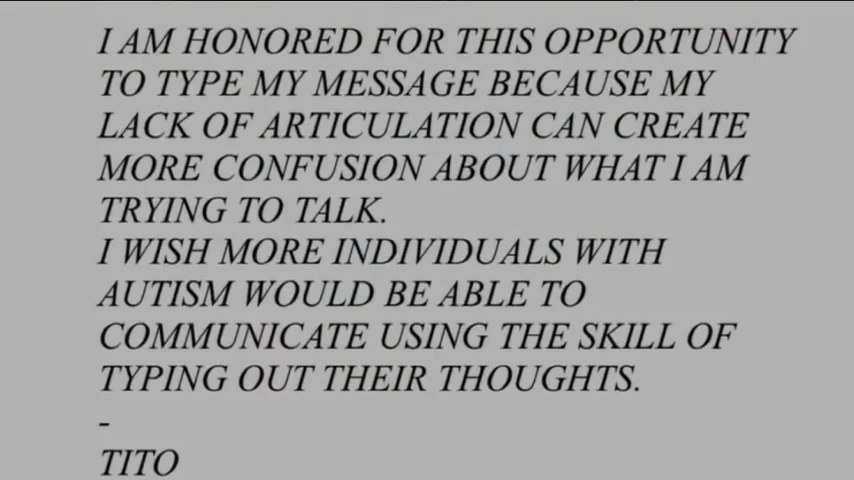 I AM HONORED FOR THIS OPPORTUNITY
TO TYPE MY MESSAGE BECAUSE MY
LACK OF ARTICULATION CAN CREATE
MORE CONFUSION ABOUT WHAT I AM
TRYING TO TALK.
I WISH MORE INDIVIDUALS WITH
AUTISM WOULD BE ABLE TO
COMMUNICATE USING THE SKILL OF
TYPING OUT THEIR THOUGHTS.
-
TITO